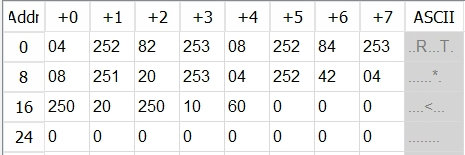 Addr +0 +1 +2 +3 +4 +5 +6 +7 ASCII
0 04 252 82 253 08 252 84 253 ..R...T.
8 08 251 20 253 04 252 42 04 ......*.
16 250 20 250 10 60 0 0 0 ....<...
24 0 0 0 0 0 0 0 0 ........